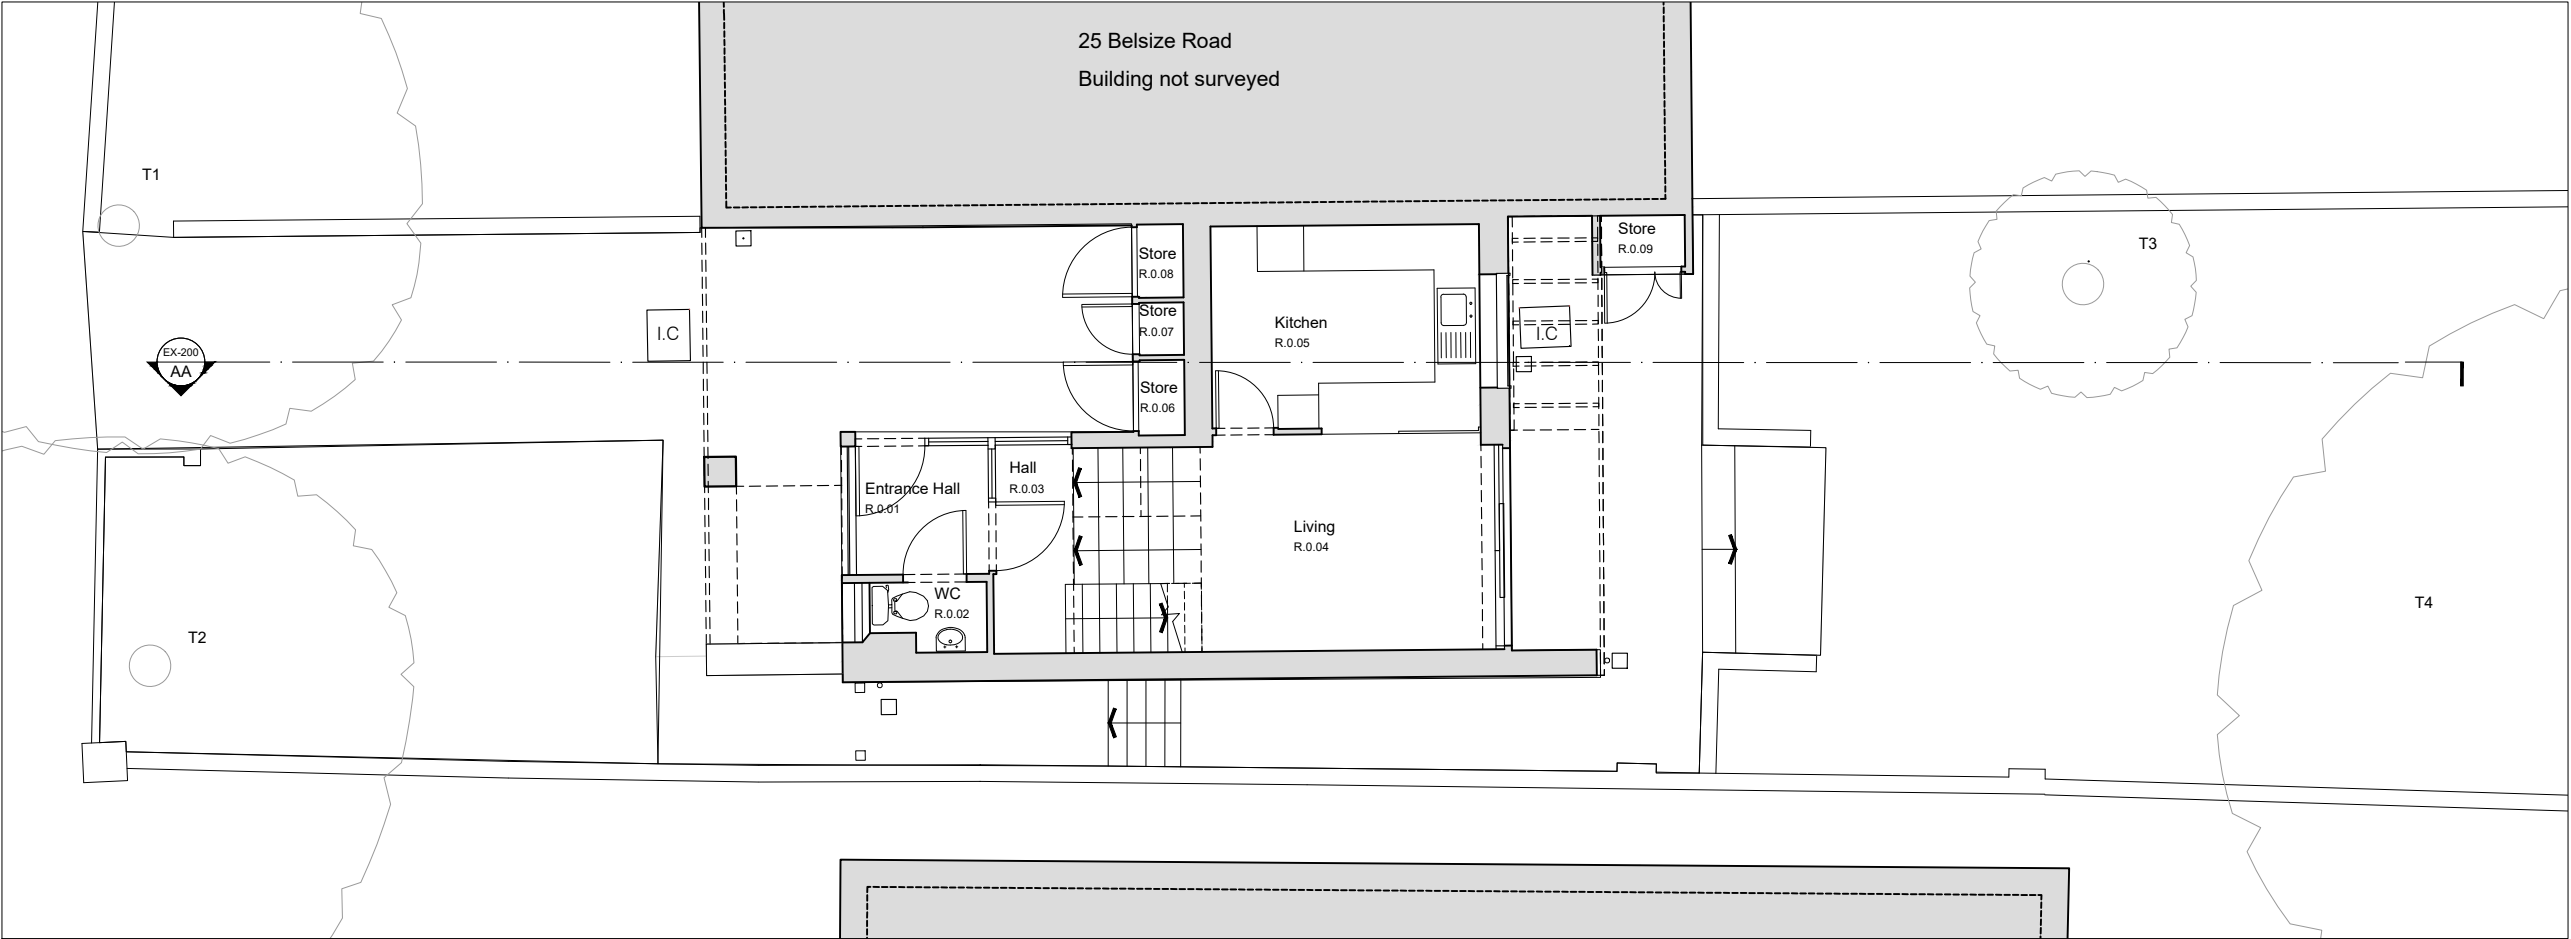 25 Belsize Road
Building not surveyed
T1
Store
R.0.09
T3
Store
R.0.08
Store
R.0.07
I.C
Kitchen
R.0.05
I.C
EX-200
AA
Store
R.0.06
Hall
R.0.03
Entrance Hall
R.0.01
Living
R.0.04
WC
R.0.02
T4
T2